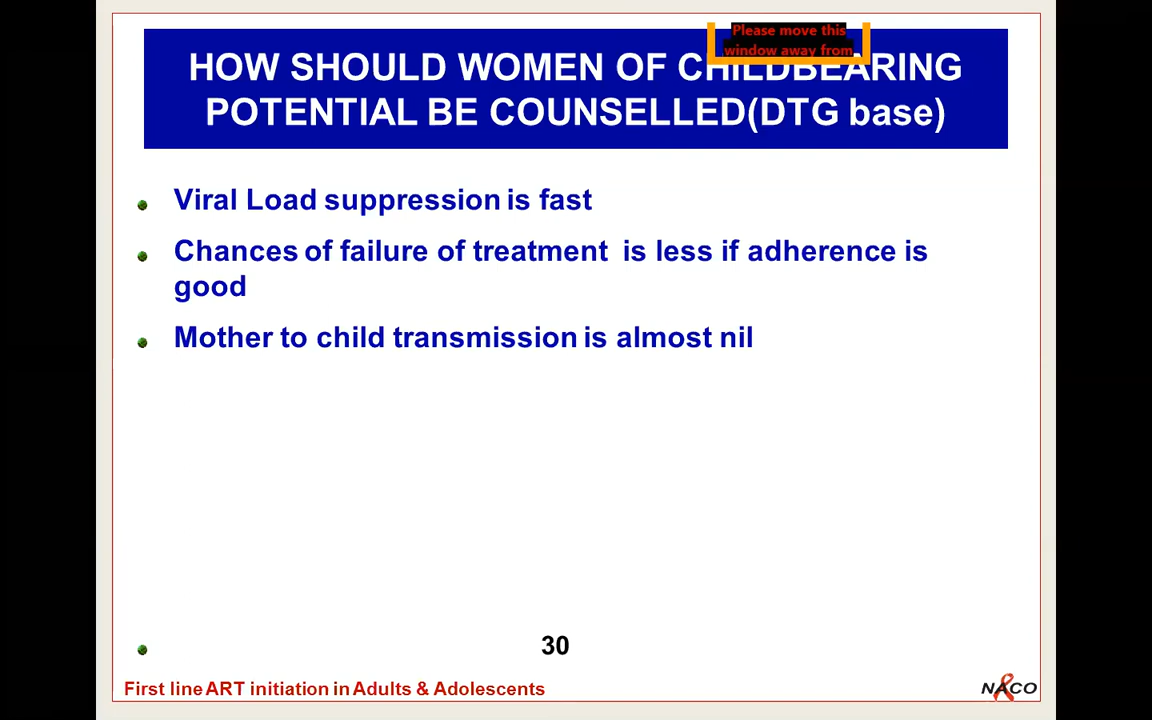 Please move this
window away from
HOW SHOULD WOMEN OF CHILDBEARING
POTENTIAL BE COUNSELLED(DTG base)
Viral Load suppression is fast
Chances of failure of treatment is less if adherence is
good
Mother to child transmission is almost nil
30
First line ART initiation in Adults & Adolescents
NACO